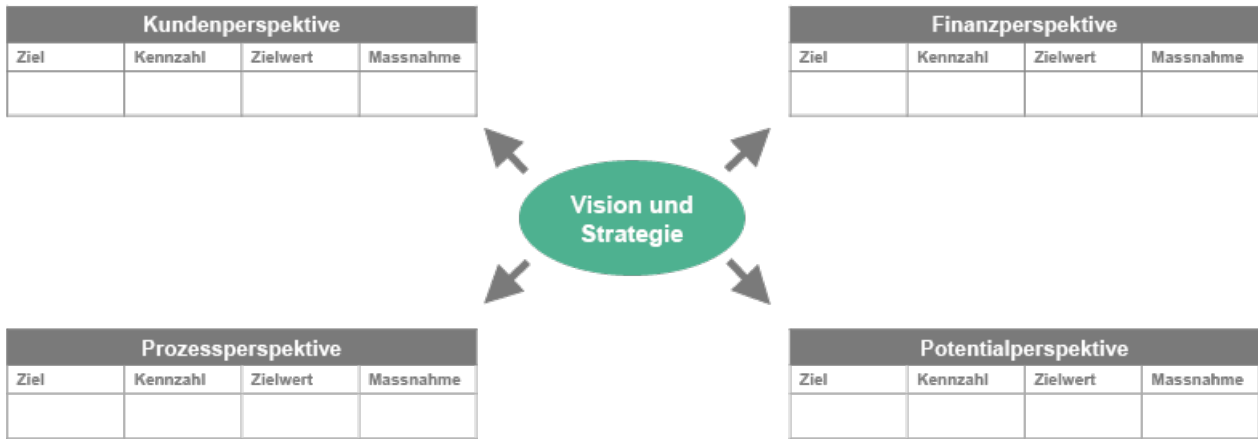 Kundenperspektive
Ziel Kennzahl Zielwert Massnahme
Finanzperspektive
Ziel Kennzahl Zielwert Massnahme
Vision und
Strategie
Prozessperspektive
Ziel Kennzahl Zielwert Massnahme
Potentialperspektive
Ziel Kennzahl Zielwert Massnahme